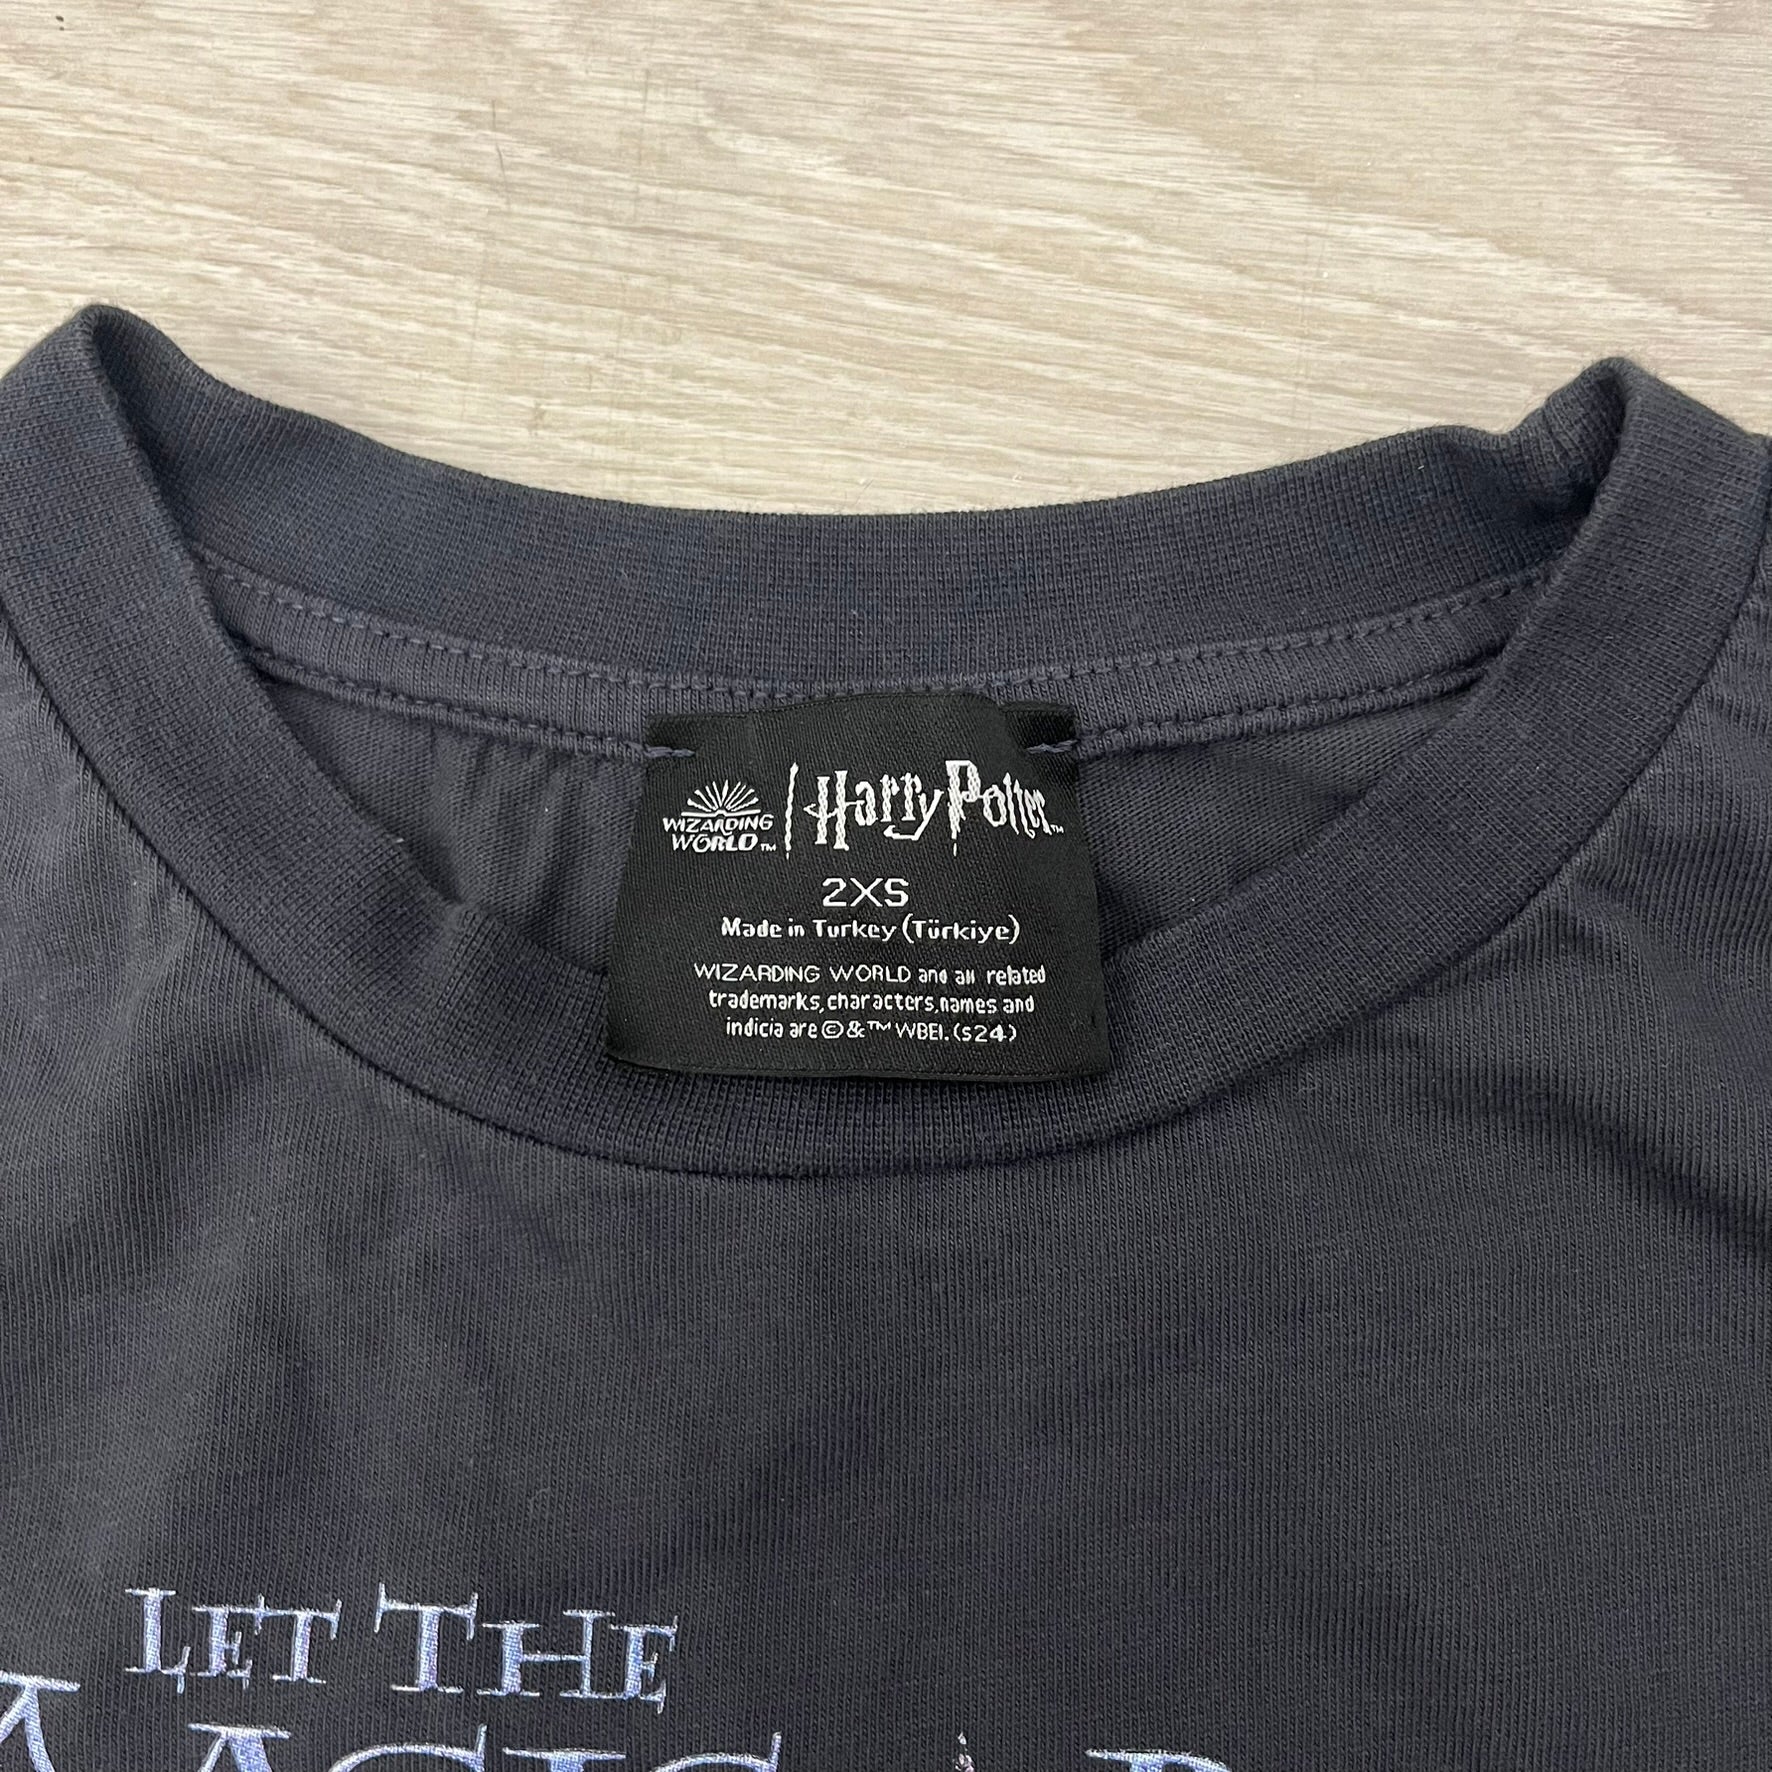 WIZARDING
WORLD™
Harry Potter™
2XS
Made in Turkey (Türkiye)
WIZARDING WORLD and all related
trademarks, characters, names and
indicia are © & ™ WBEI. (s24)
LET THE
MAGIC